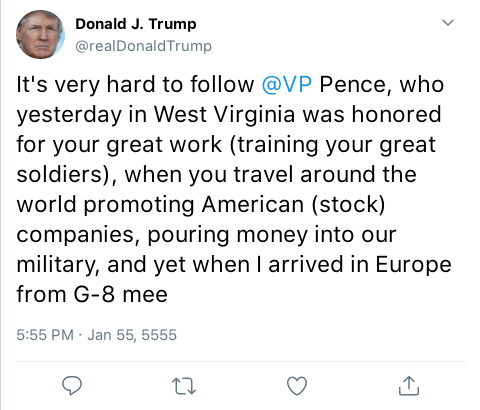 Donald J. Trump
@realDonaldTrump
It's very hard to follow @VP Pence, who
yesterday in West Virginia was honored
for your great work (training your great
soldiers), when you travel around the
world promoting American (stock)
companies, pouring money into our
military, and yet when I arrived in Europe
from G-8 mee
5:55 PM · Jan 55, 5555